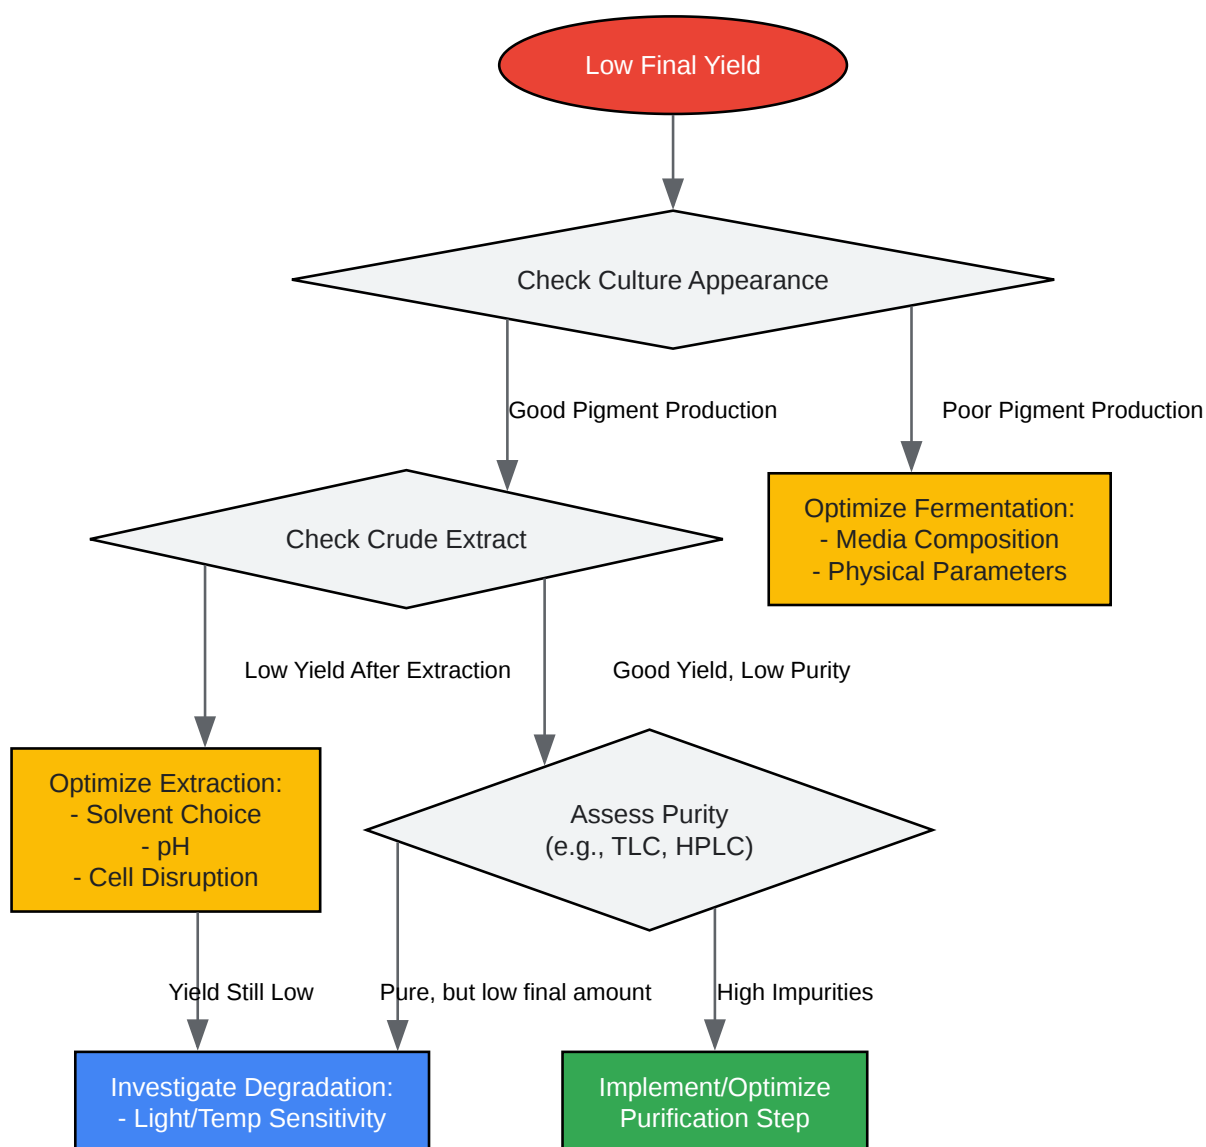 Low Final Yield
Check Culture Appearance
Good Pigment Production
Poor Pigment Production
Check Crude Extract
Optimize Fermentation:
- Media Composition
- Physical Parameters
Low Yield After Extraction
Good Yield, Low Purity
Optimize Extraction:
- Solvent Choice
- pH
- Cell Disruption
Assess Purity
(e.g., TLC, HPLC)
Yield Still Low
Pure, but low final amount
High Impurities
Investigate Degradation:
- Light/Temp Sensitivity
Implement/Optimize
Purification Step